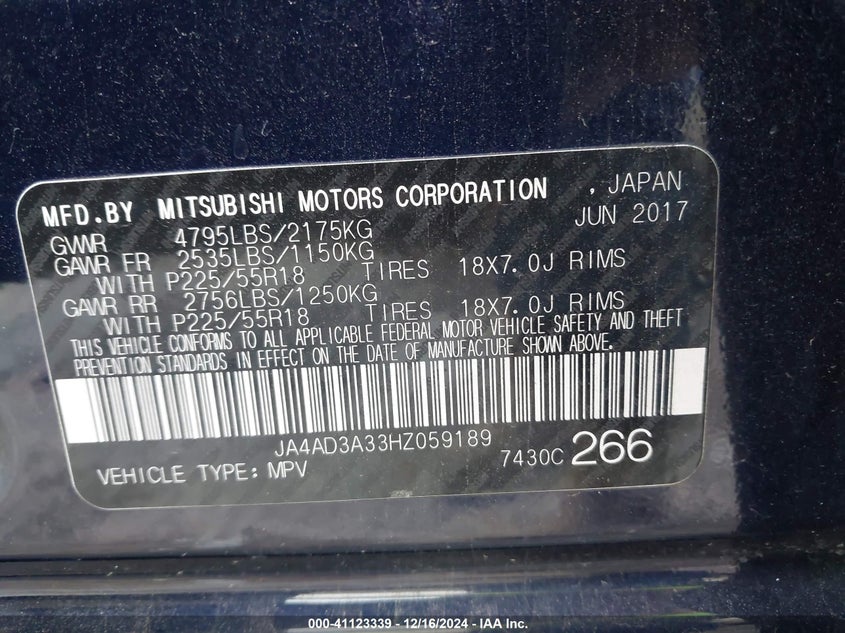 MFD.BY MITSUBISHI MOTORS CORPORATION , JAPAN
JUN 2017
GVWR 4795LBS/2175KG
GAWR FR 2535LBS/1150KG
WITH P225/55R18 TIRES 18X7.0J RIMS
GAWR RR 2756LBS/1250KG
WITH P225/55R18 TIRES 18X7.0J RIMS
THIS VEHICLE CONFORMS TO ALL APPLICABLE FEDERAL MOTOR VEHICLE SAFETY AND THEFT
PREVENTION STANDARDS IN EFFECT ON THE DATE OF MANUFACTURE SHOWN ABOVE.
JA4AD3A33HZ059189
VEHICLE TYPE: MPV 7430C 266
000-41123339 - 12/16/2024 - IAA Inc.